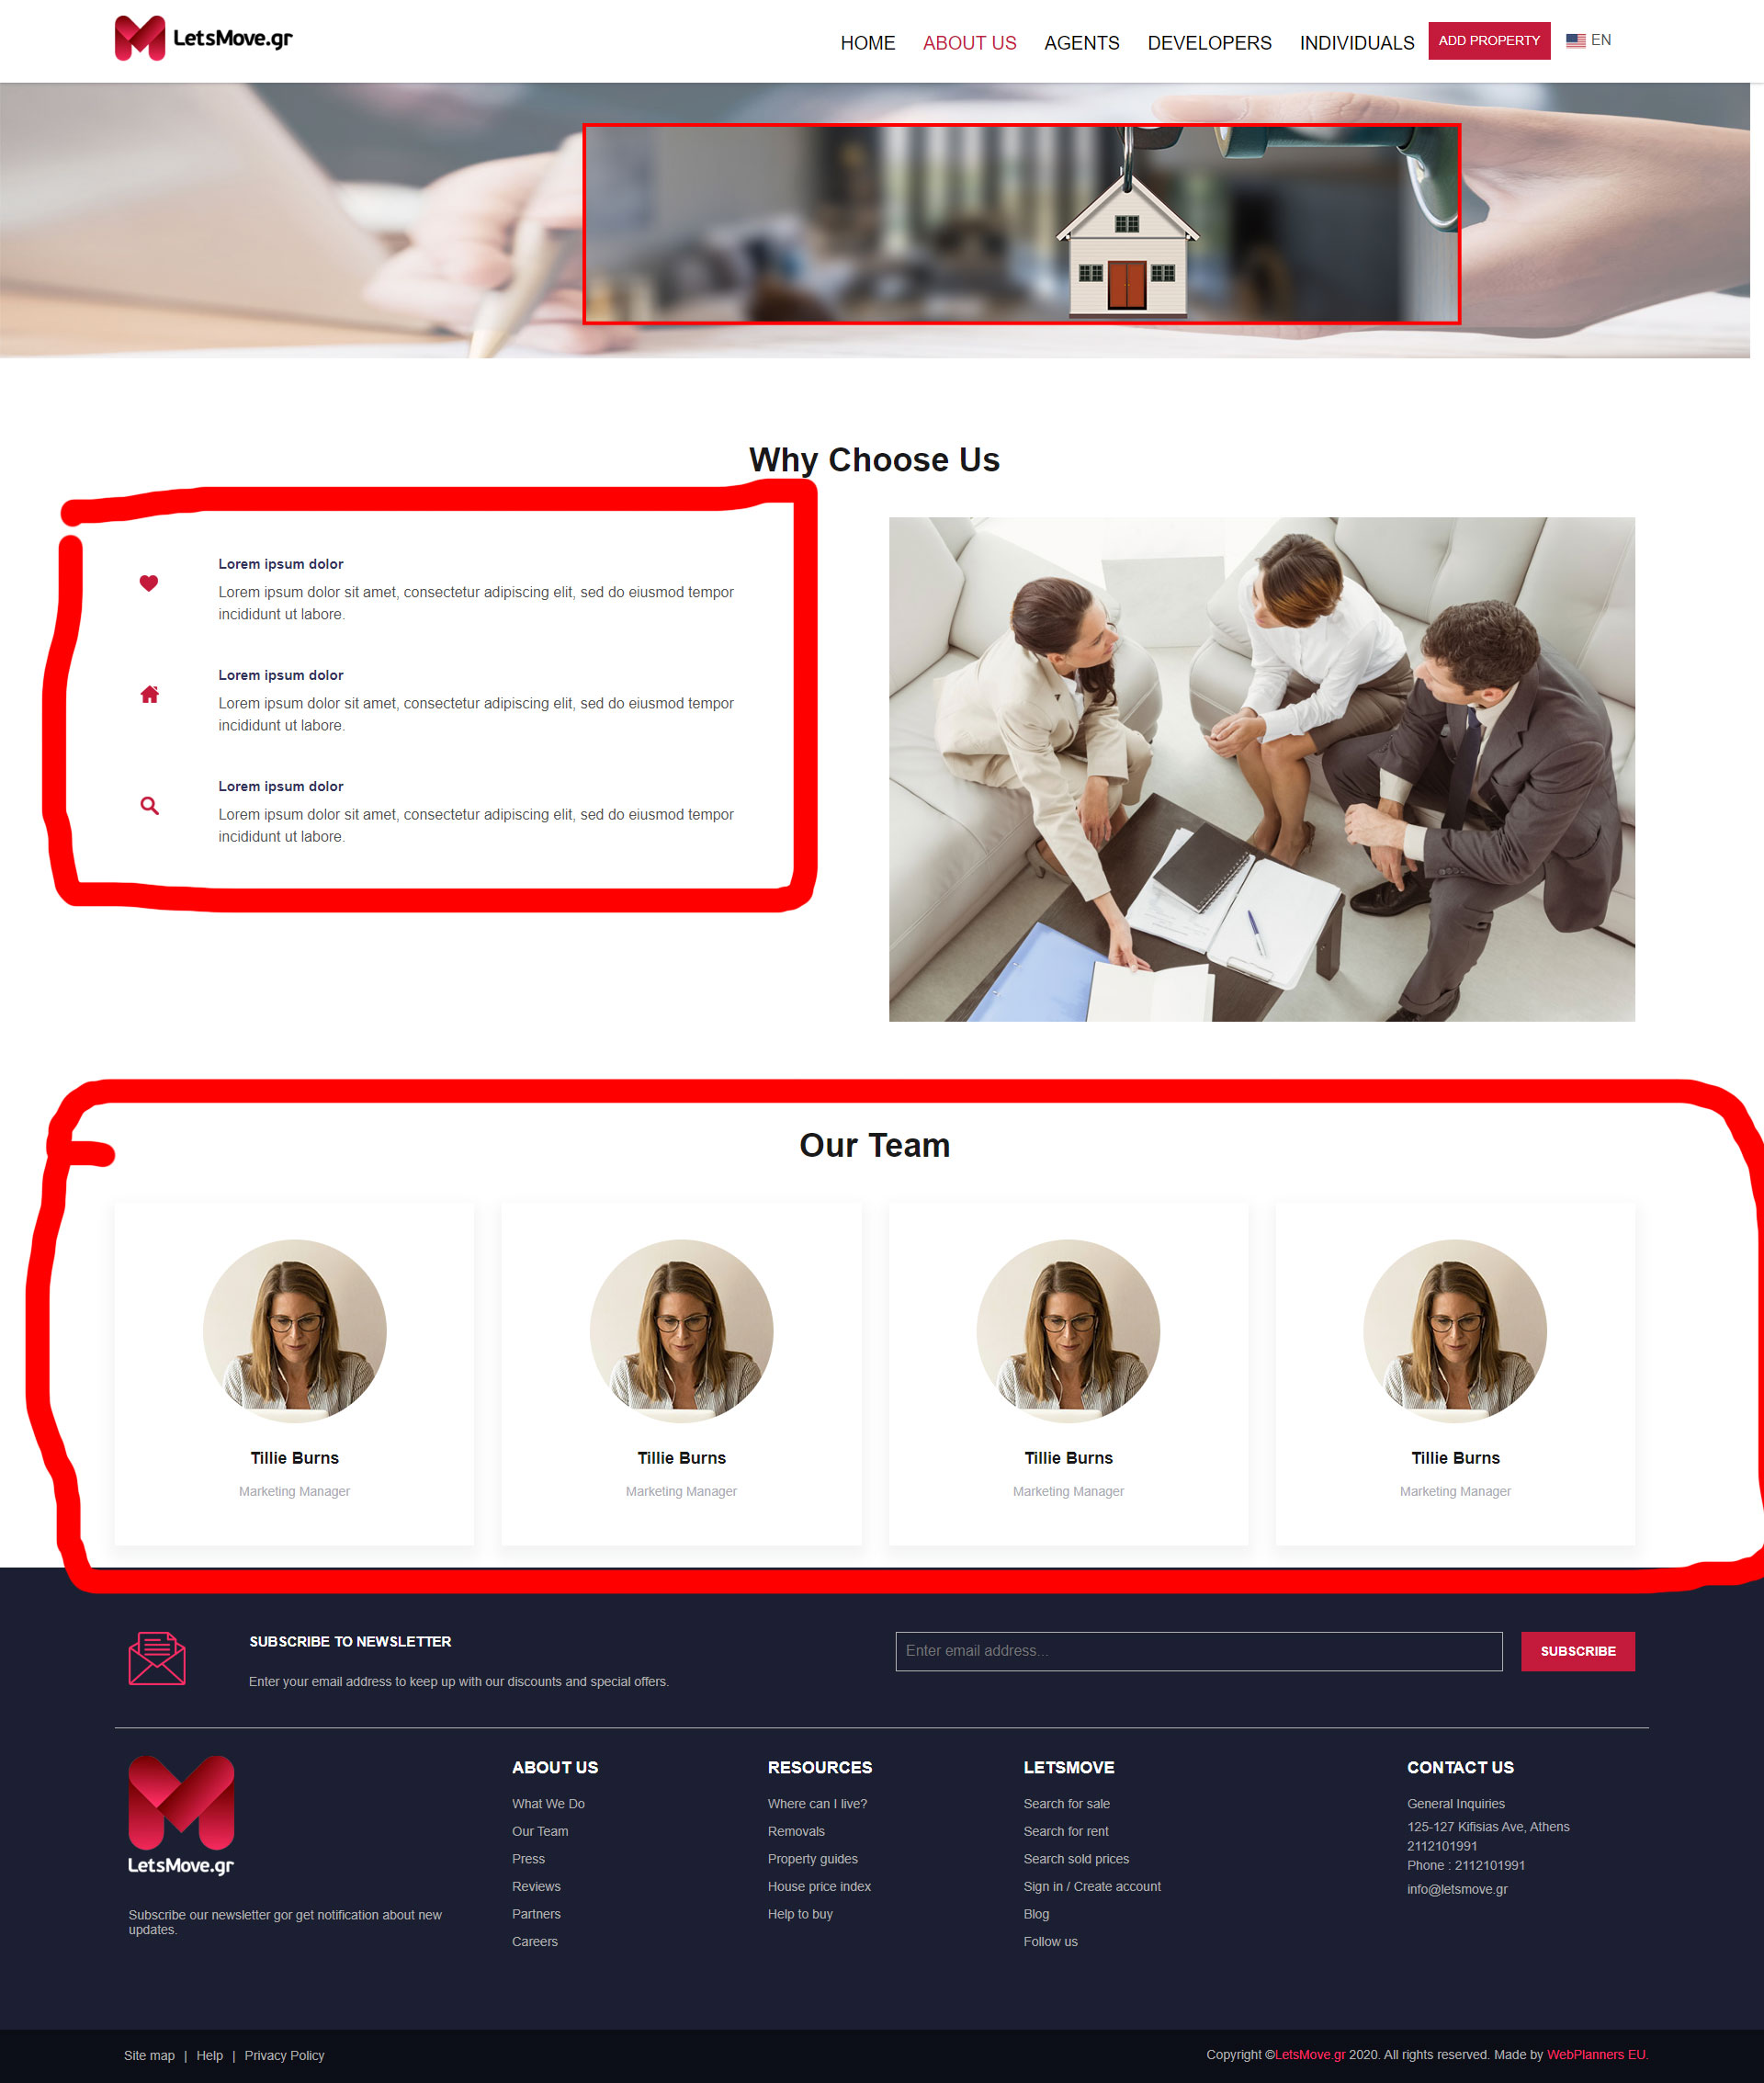 LetsMove.gr
HOME ABOUT US AGENTS DEVELOPERS INDIVIDUALS ADD PROPERTY EN
Why Choose Us
Lorem ipsum dolor
Lorem ipsum dolor sit amet, consectetur adipiscing elit, sed do eiusmod tempor
incididunt ut labore.
Lorem ipsum dolor
Lorem ipsum dolor sit amet, consectetur adipiscing elit, sed do eiusmod tempor
incididunt ut labore.
Lorem ipsum dolor
Lorem ipsum dolor sit amet, consectetur adipiscing elit, sed do eiusmod tempor
incididunt ut labore.
Our Team
Tillie Burns
Marketing Manager
Tillie Burns
Marketing Manager
Tillie Burns
Marketing Manager
Tillie Burns
Marketing Manager
SUBSCRIBE TO NEWSLETTER
Enter your email address to keep up with our discounts and special offers.
Enter email address...
SUBSCRIBE
LetsMove.gr
Subscribe our newsletter gor get notification about new
updates.
ABOUT US
What We Do
Our Team
Press
Reviews
Partners
Careers
RESOURCES
Where can I live?
Removals
Property guides
House price index
Help to buy
LETSMOVE
Search for sale
Search for rent
Search sold prices
Sign in / Create account
Blog
Follow us
CONTACT US
General Inquiries
125-127 Kifisias Ave, Athens
2112101991
Phone : 2112101991
info@letsmove.gr
Site map | Help | Privacy Policy
Copyright ©LetsMove.gr 2020. All rights reserved. Made by WebPlanners EU.